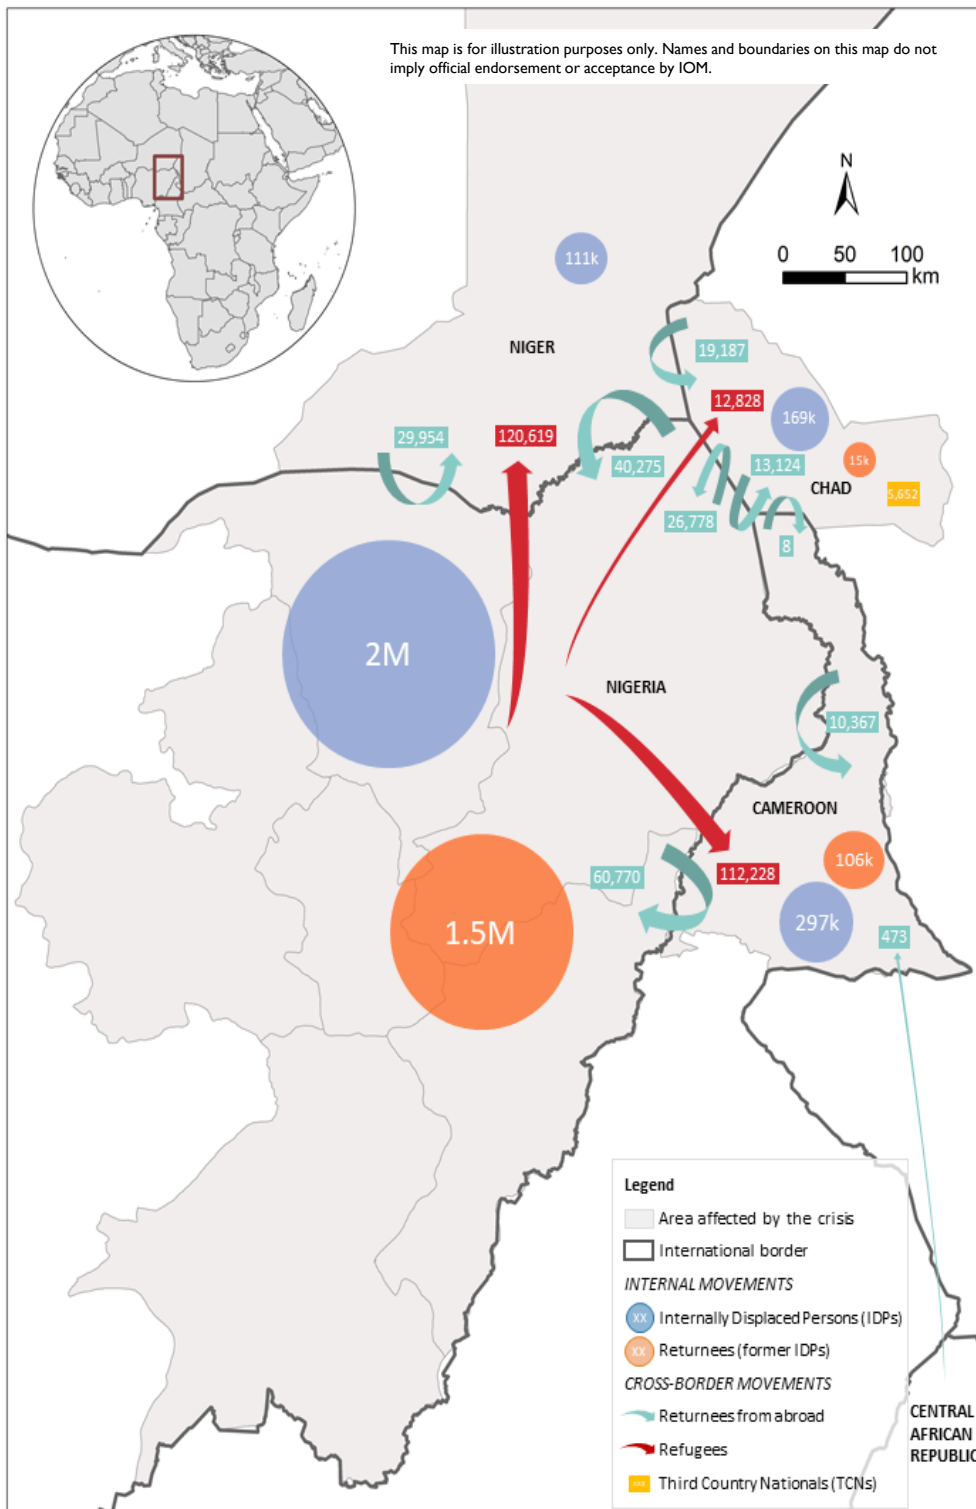 This map is for illustration purposes only. Names and boundaries on this map do not
imply official endorsement or acceptance by IOM.
N
0 50 100
km
111k
NIGER
19,187
12,828
169k
29,954
120,619
40,275
13,124
15k
CHAD
5,652
26,778
8
2M
NIGERIA
10,367
CAMEROON
106k
60,770
112,228
297k
473
1.5M
Legend
Area affected by the crisis
International border
INTERNAL MOVEMENTS
XX Internally Displaced Persons (IDPs)
XX Returnees (former IDPs)
CROSS-BORDER MOVEMENTS
Returnees from abroad
Refugees
XXX Third Country Nationals (TCNs)
CENTRAL
AFRICAN
REPUBLIC